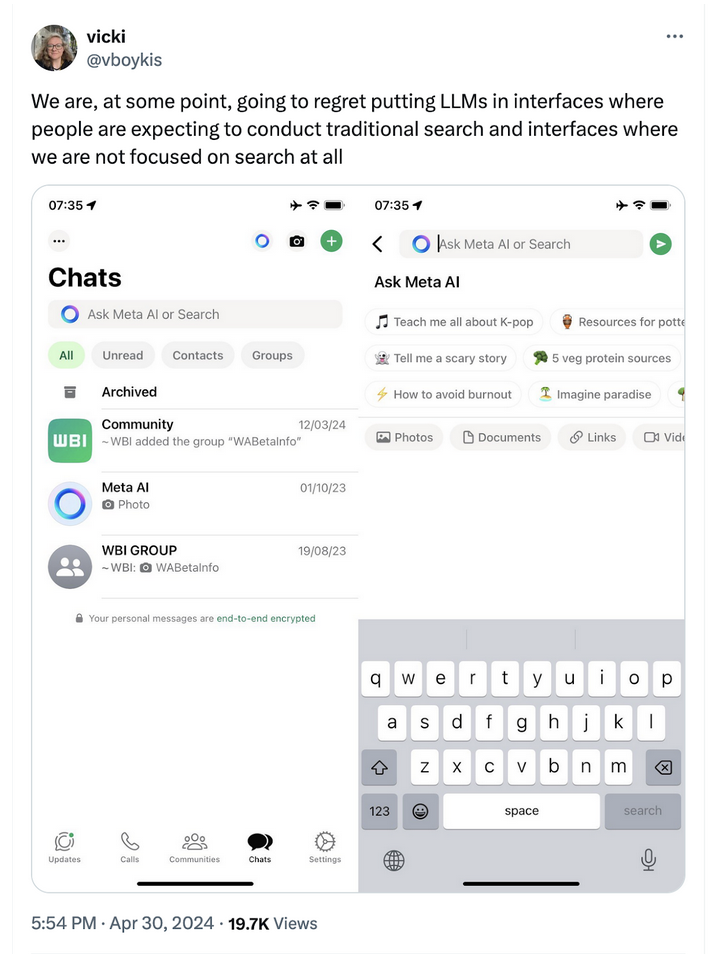 vicki
@vboykis
We are, at some point, going to regret putting LLMs in interfaces where
people are expecting to conduct traditional search and interfaces where
we are not focused on search at all
07:35
Chats
Ask Meta AI or Search
All Unread Contacts Groups
Archived
Community 12/03/24
~WBI added the group “WABetaInfo”
WBI
Meta AI 01/10/23
Photo
WBI GROUP 19/08/23
~WBI: WABetaInfo
Your personal messages are end-to-end encrypted
Updates Calls Communities Chats Settings
07:35
Ask Meta AI or Search
Ask Meta AI
Teach me all about K-pop Resources for potte
Tell me a scary story 5 veg protein sources
How to avoid burnout Imagine paradise
Photos Documents Links Vide
q w e r t y u i o p
a s d f g h j k l
z x c v b n m
123 space search
5:54 PM · Apr 30, 2024 · 19.7K Views